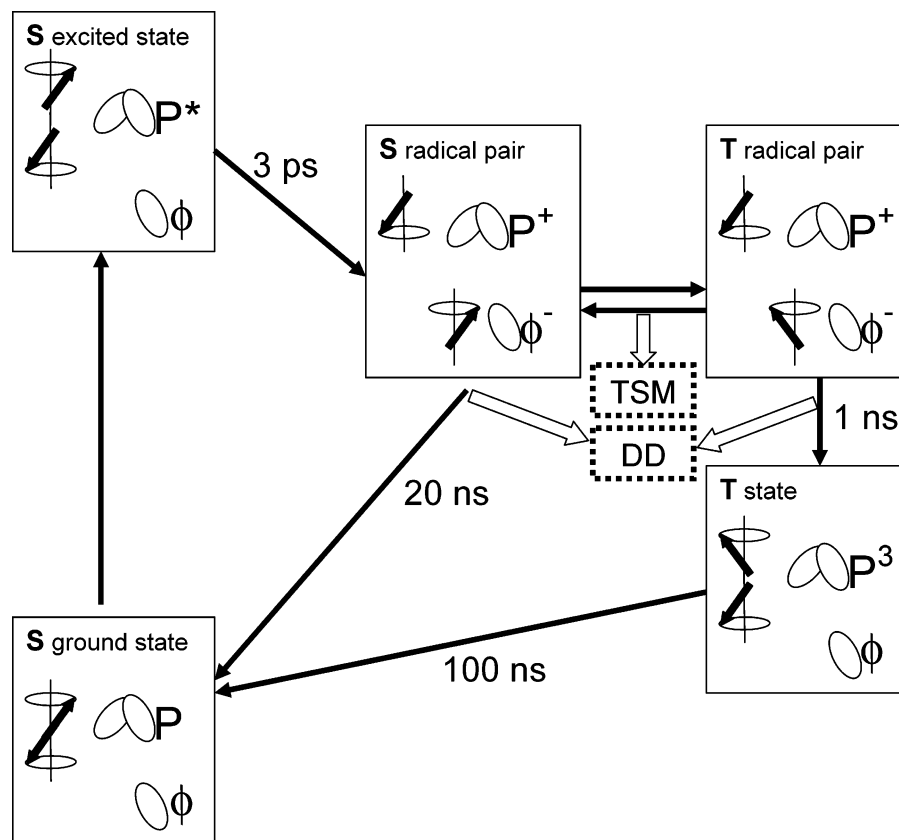 S excited state
P*
ϕ
3 ps
S radical pair
P+
ϕ-
T radical pair
P+
ϕ-
TSM
DD
1 ns
20 ns
T state
P3
ϕ
100 ns
S ground state
P
ϕ